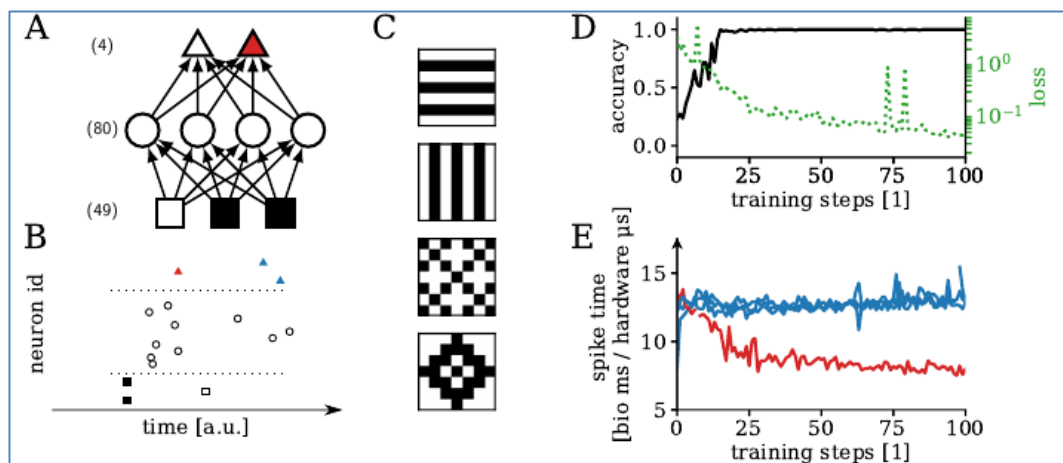 A
(4)
(80)
(49)
B
neuron id
time [a.u.]
C
D
accuracy
1.0
0.5
0.0
10⁰
10⁻¹
loss
0 25 50 75 100
training steps [1]
E
spike time
[bio ms / hardware µs]
15
10
5
0 25 50 75 100
training steps [1]